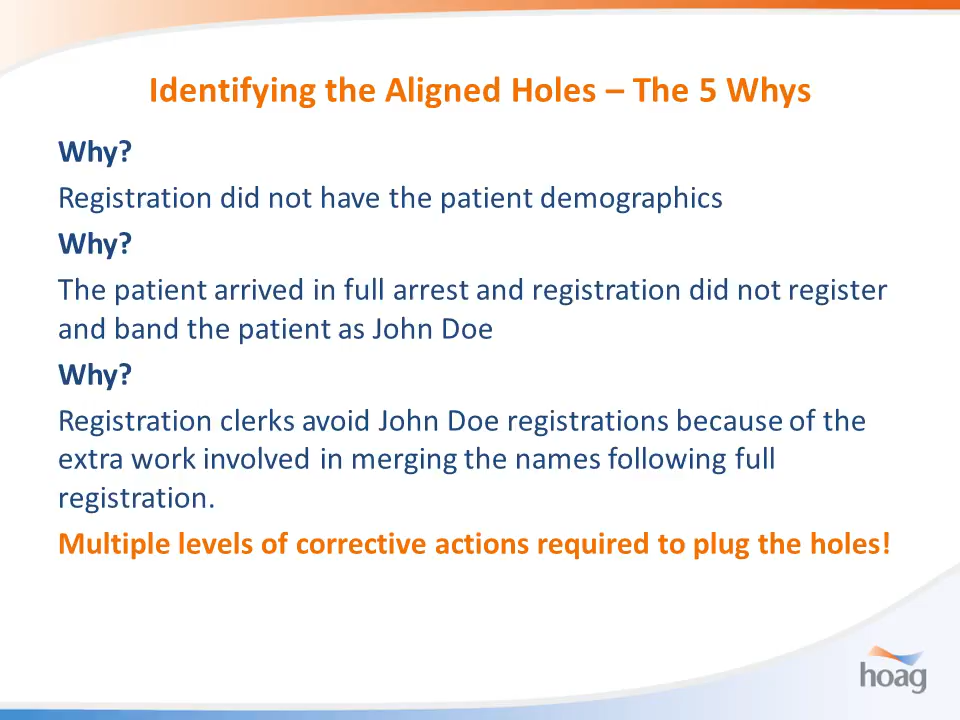 Identifying the Aligned Holes – The 5 Whys
Why?
Registration did not have the patient demographics
Why?
The patient arrived in full arrest and registration did not register
and band the patient as John Doe
Why?
Registration clerks avoid John Doe registrations because of the
extra work involved in merging the names following full
registration.
Multiple levels of corrective actions required to plug the holes!
hoag